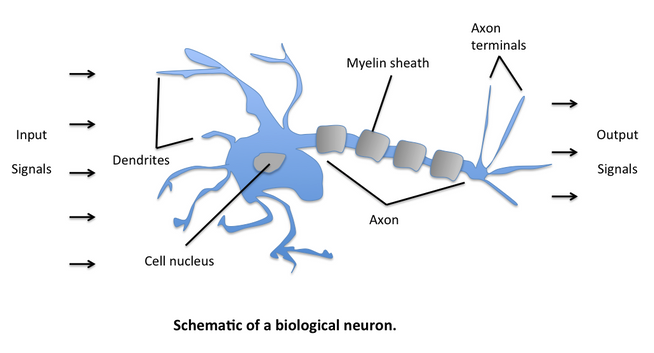 Axon
terminals
Myelin sheath
Input
Signals
Dendrites
Output
Signals
Axon
Cell nucleus
Schematic of a biological neuron.